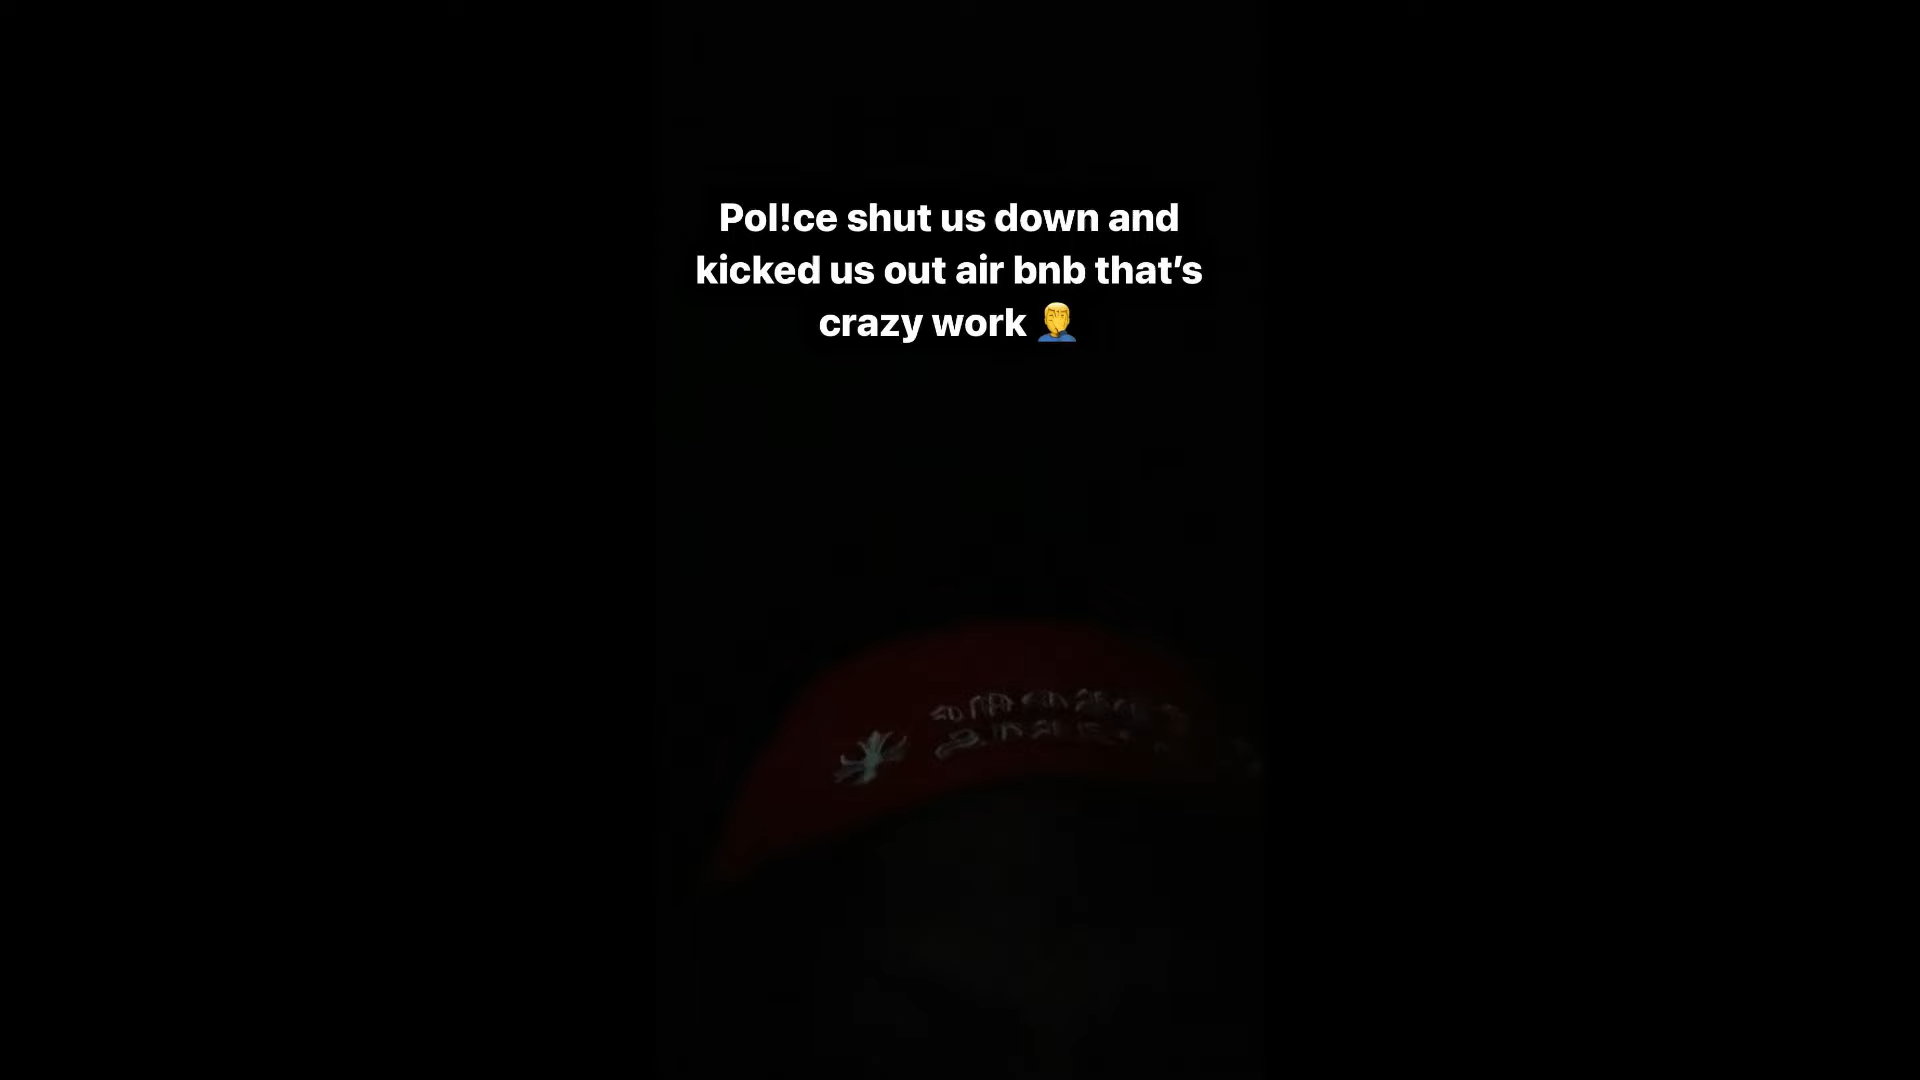 Pol!ce shut us down and
kicked us out air bnb that’s
crazy work 🤦‍♂️